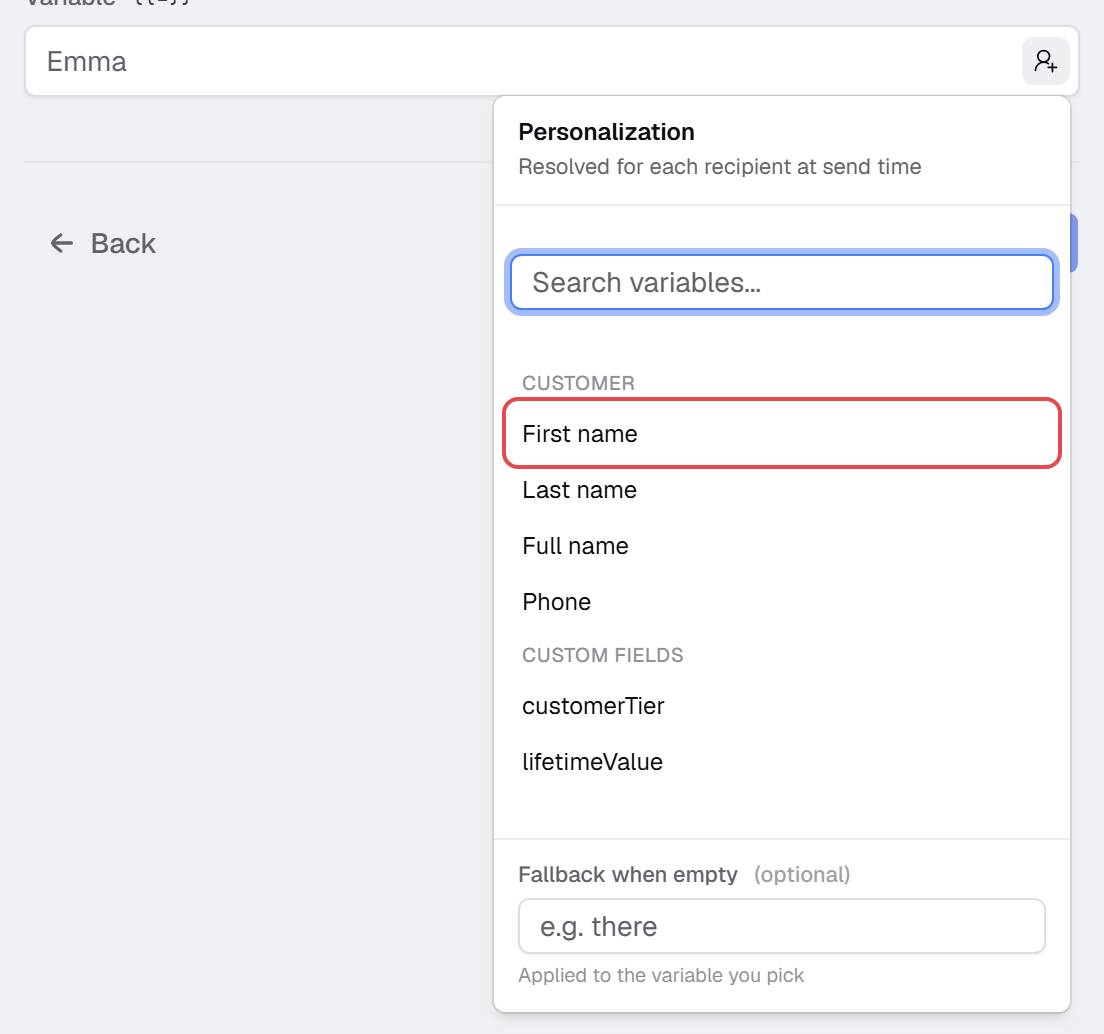 Variable
Emma
Personalization
Resolved for each recipient at send time
Back
Search variables...
CUSTOMER
First name
Last name
Full name
Phone
CUSTOM FIELDS
customerTier
lifetimeValue
Fallback when empty (optional)
e.g. there
Applied to the variable you pick